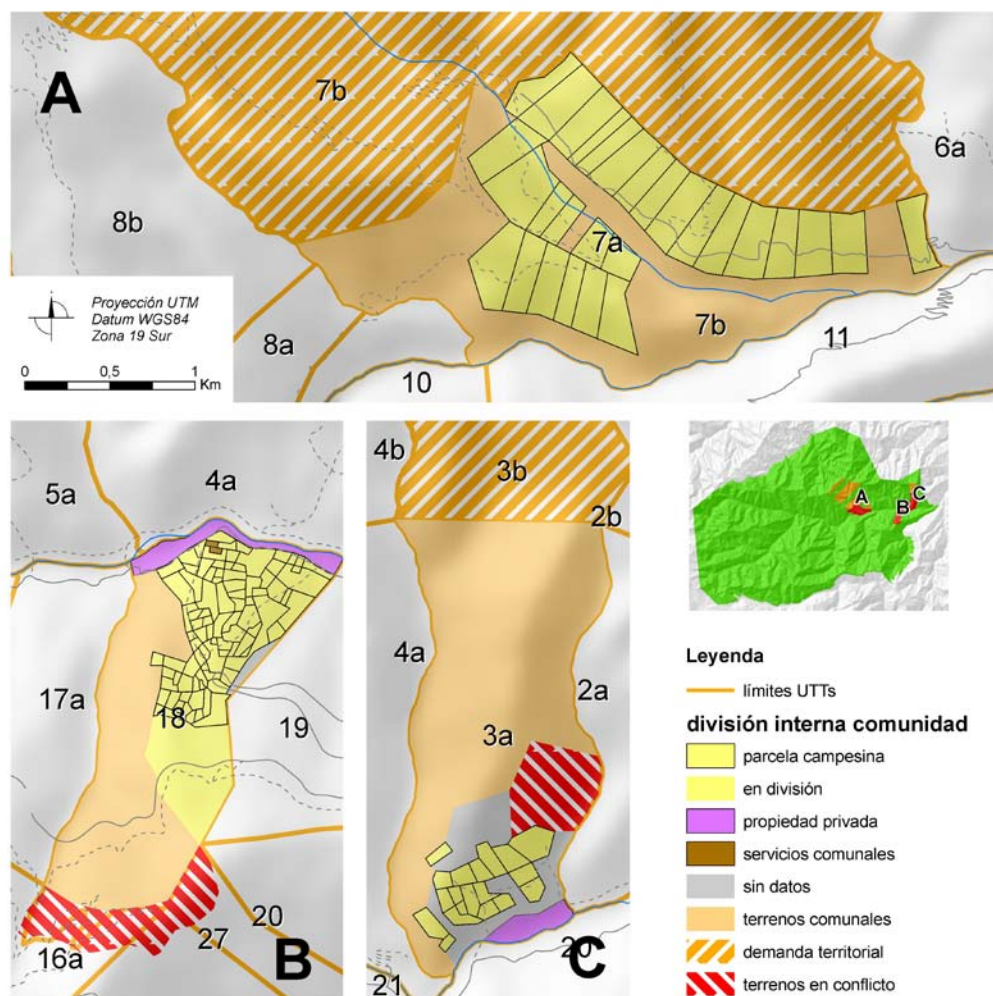 A
7b
6a
8b
7a
Proyección UTM
Datum WGS84
Zona 19 Sur
7b
8a
11
10
0 0,5 1
Km
4a
5a
17a
18
19
20
27
16a
B
4b
3b
2b
4a
2a
3a
20
21
C
A
C
B
Leyenda
límites UTTs
división interna comunidad
parcela campesina
en división
propiedad privada
servicios comunales
sin datos
terrenos comunales
demanda territorial
terrenos en conflicto